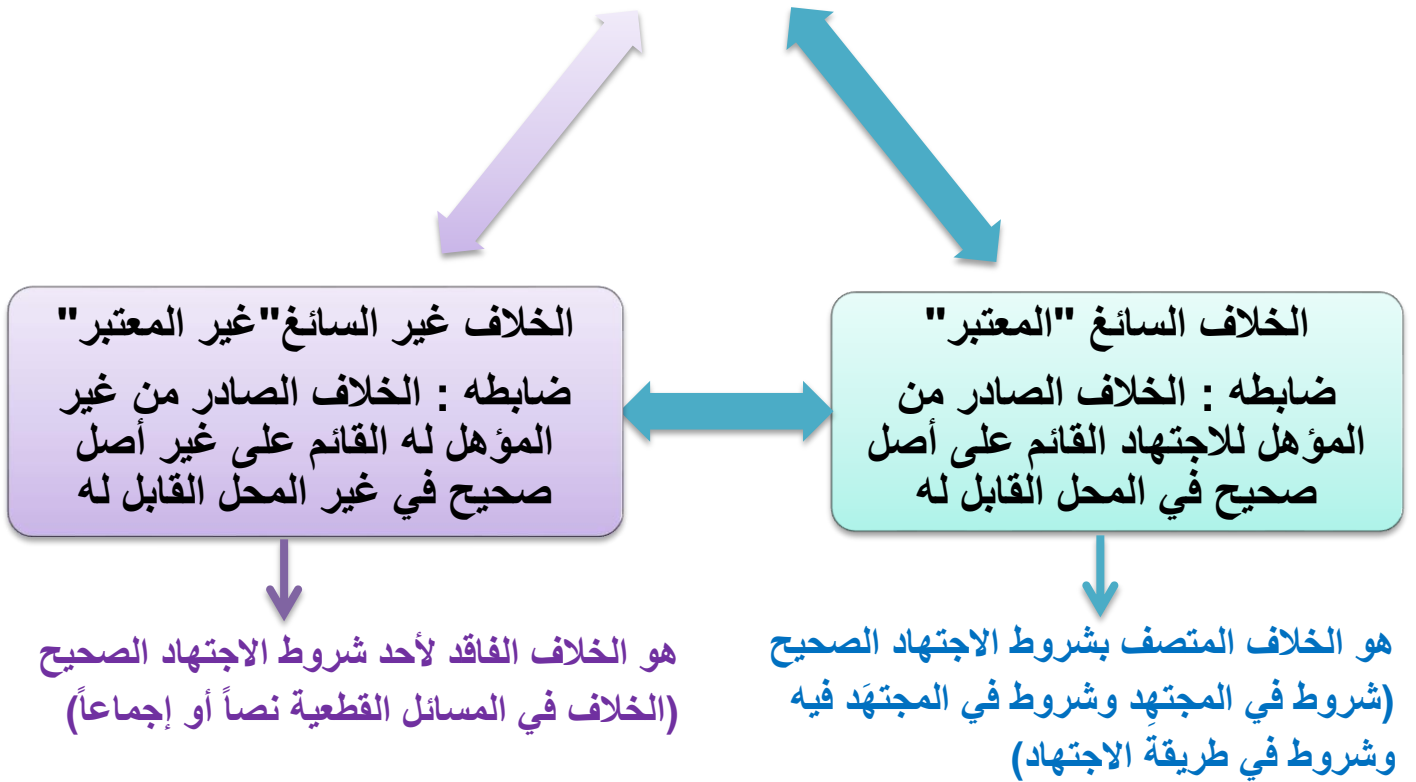 الخلاف السائغ "المعتبر"
ضابطه : الخلاف الصادر من
المؤهل للاجتهاد القائم على أصل
صحيح في المحل القابل له
هو الخلاف المتصف بشروط الاجتهاد الصحيح
(شروط في المجتهِد وشروط في المجتهَد فيه
وشروط في طريقة الاجتهاد)
الخلاف غير السائغ"غير المعتبر"
ضابطه : الخلاف الصادر من غير
المؤهل له القائم على غير أصل
صحيح في غير المحل القابل له
هو الخلاف الفاقد لأحد شروط الاجتهاد الصحيح
(الخلاف في المسائل القطعية نصاً أو إجماعاً)